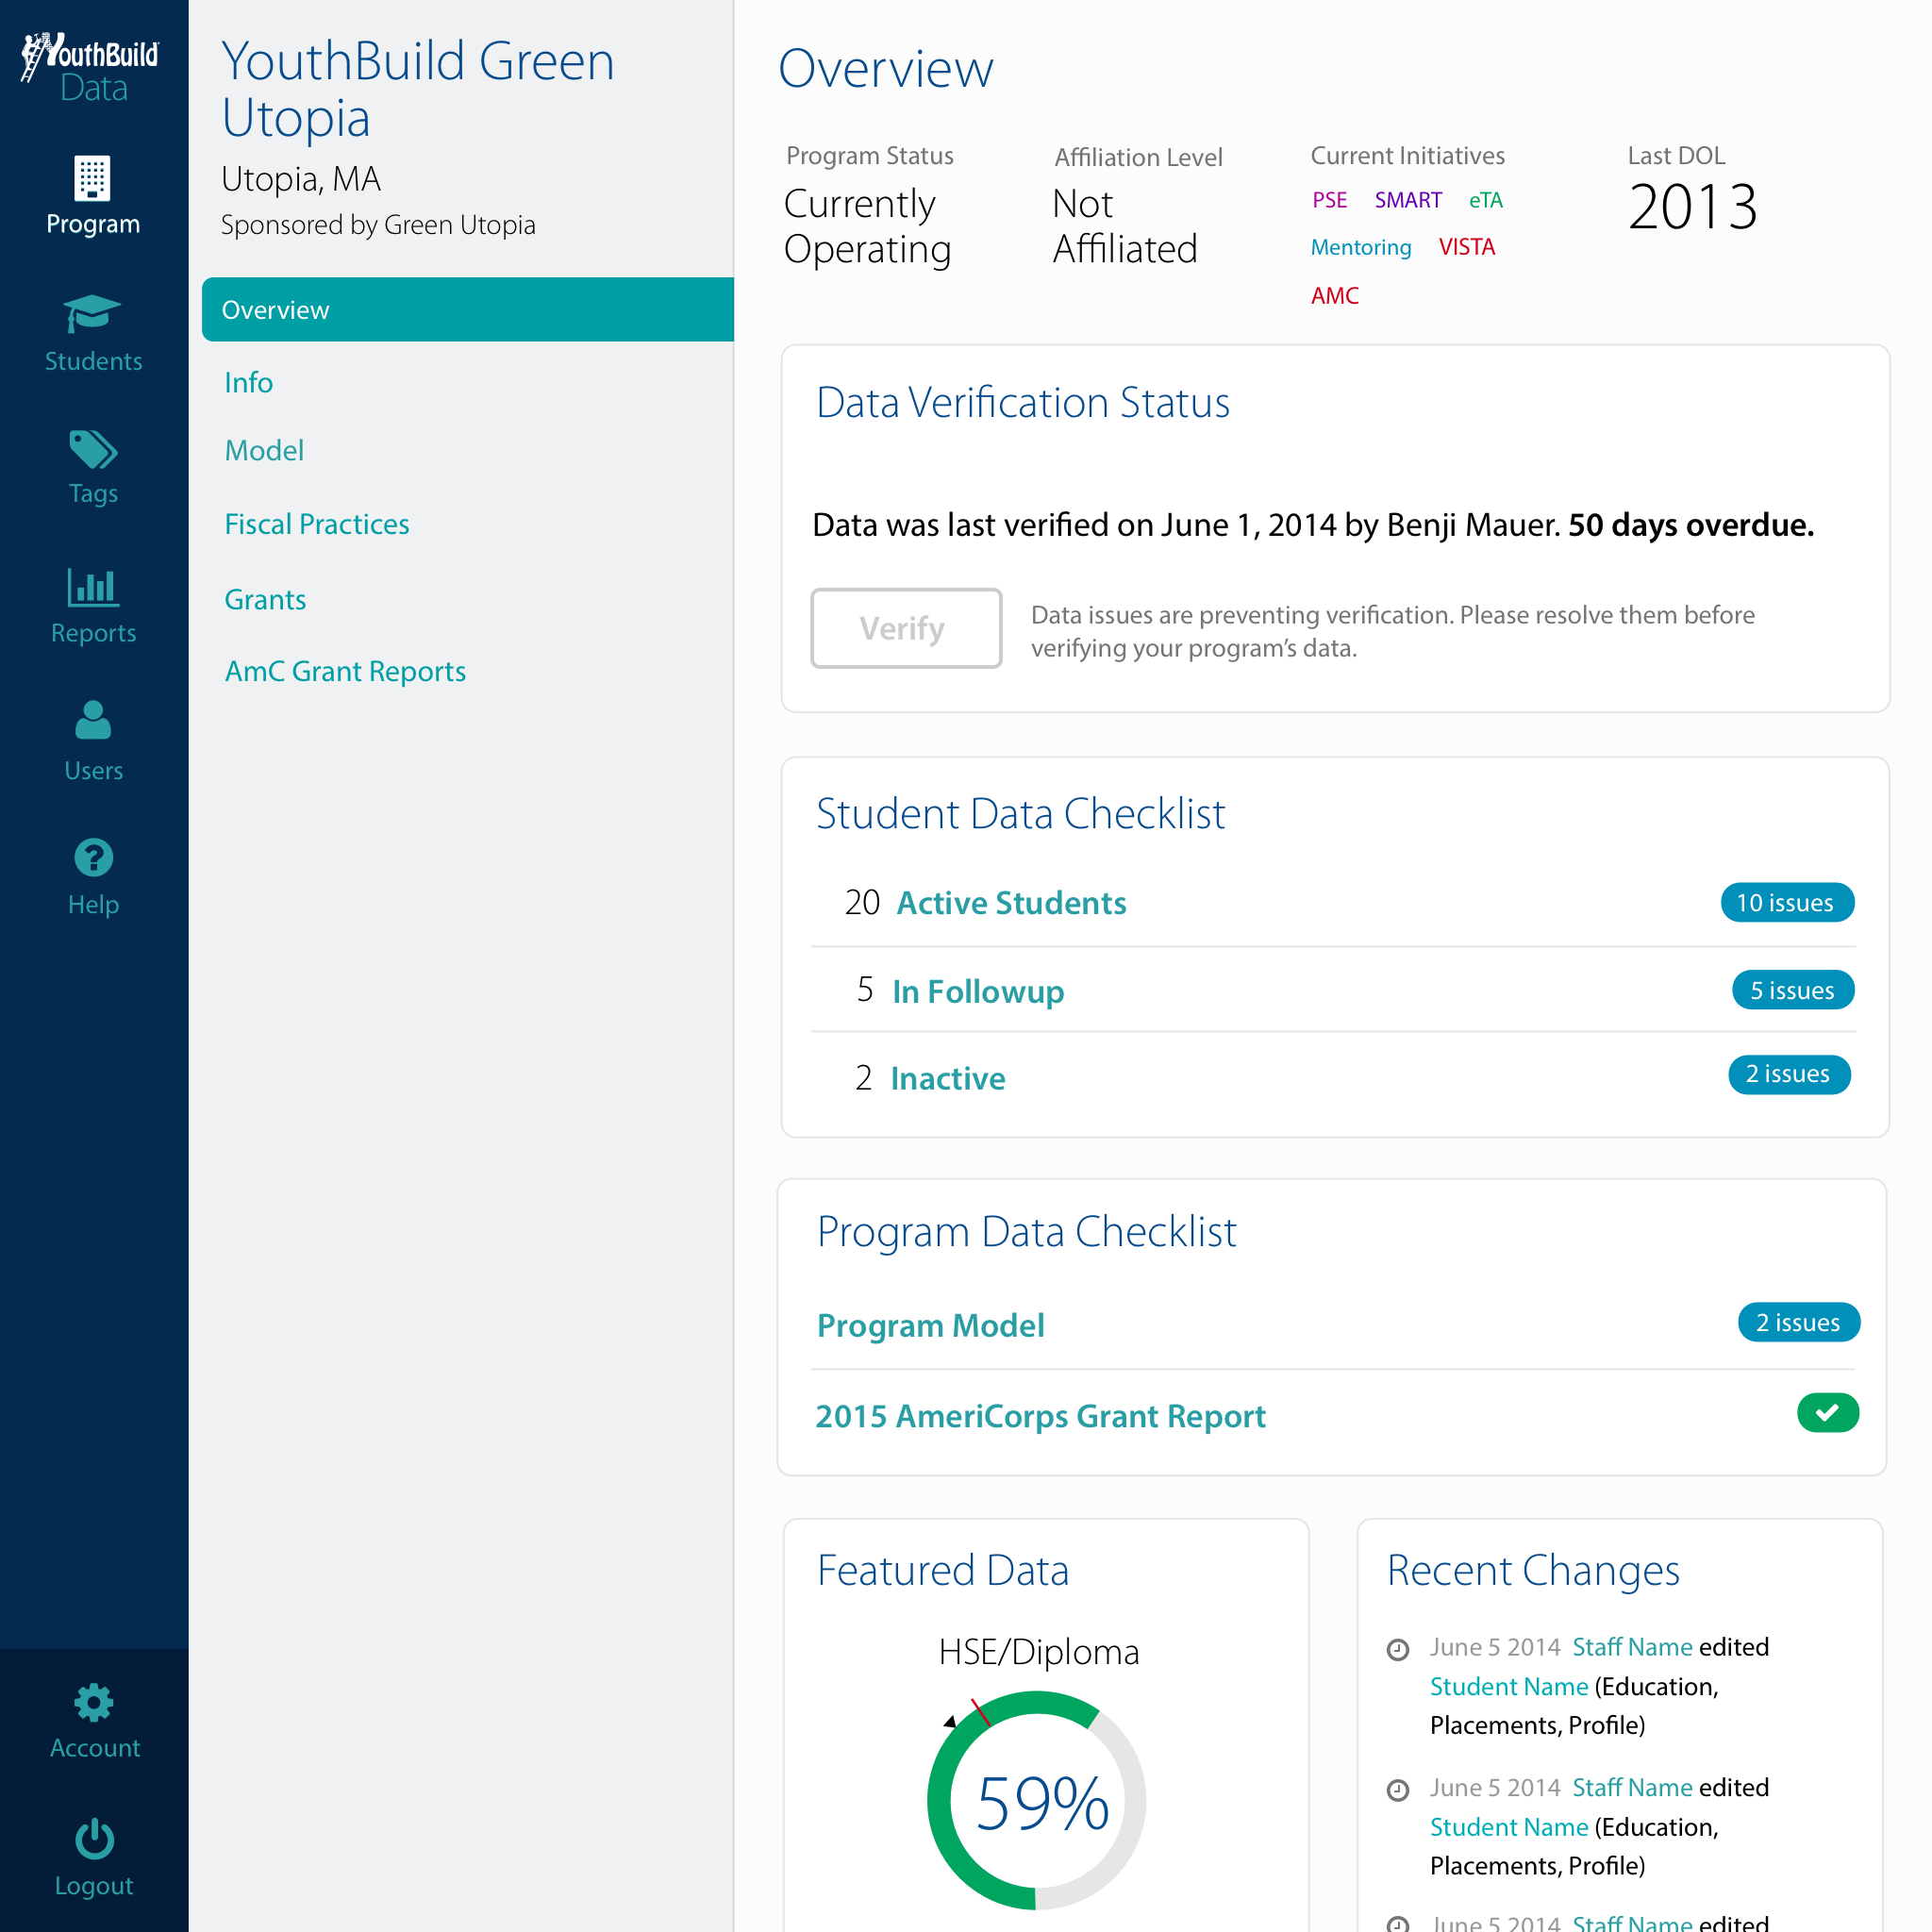 YouthBuild
Data
Program
Students
Tags
Reports
Users
Help
Account
Logout
YouthBuild Green
Utopia
Utopia, MA
Sponsored by Green Utopia
Overview
Info
Model
Fiscal Practices
Grants
AmC Grant Reports
Overview
Program Status
Currently
Operating
Affiliation Level
Not
Affiliated
Current Initiatives
PSE SMART eTA
Mentoring VISTA
AMC
Last DOL
2013
Data Verification Status
Data was last verified on June 1, 2014 by Benji Mauer. 50 days overdue.
Verify
Data issues are preventing verification. Please resolve them before
verifying your program’s data.
Student Data Checklist
20 Active Students 10 issues
5 In Followup 5 issues
2 Inactive 2 issues
Program Data Checklist
Program Model 2 issues
2015 AmeriCorps Grant Report
Featured Data
HSE/Diploma
59%
Recent Changes
June 5 2014 Staff Name edited
Student Name (Education,
Placements, Profile)
June 5 2014 Staff Name edited
Student Name (Education,
Placements, Profile)
June 5 2014 Staff Name edited